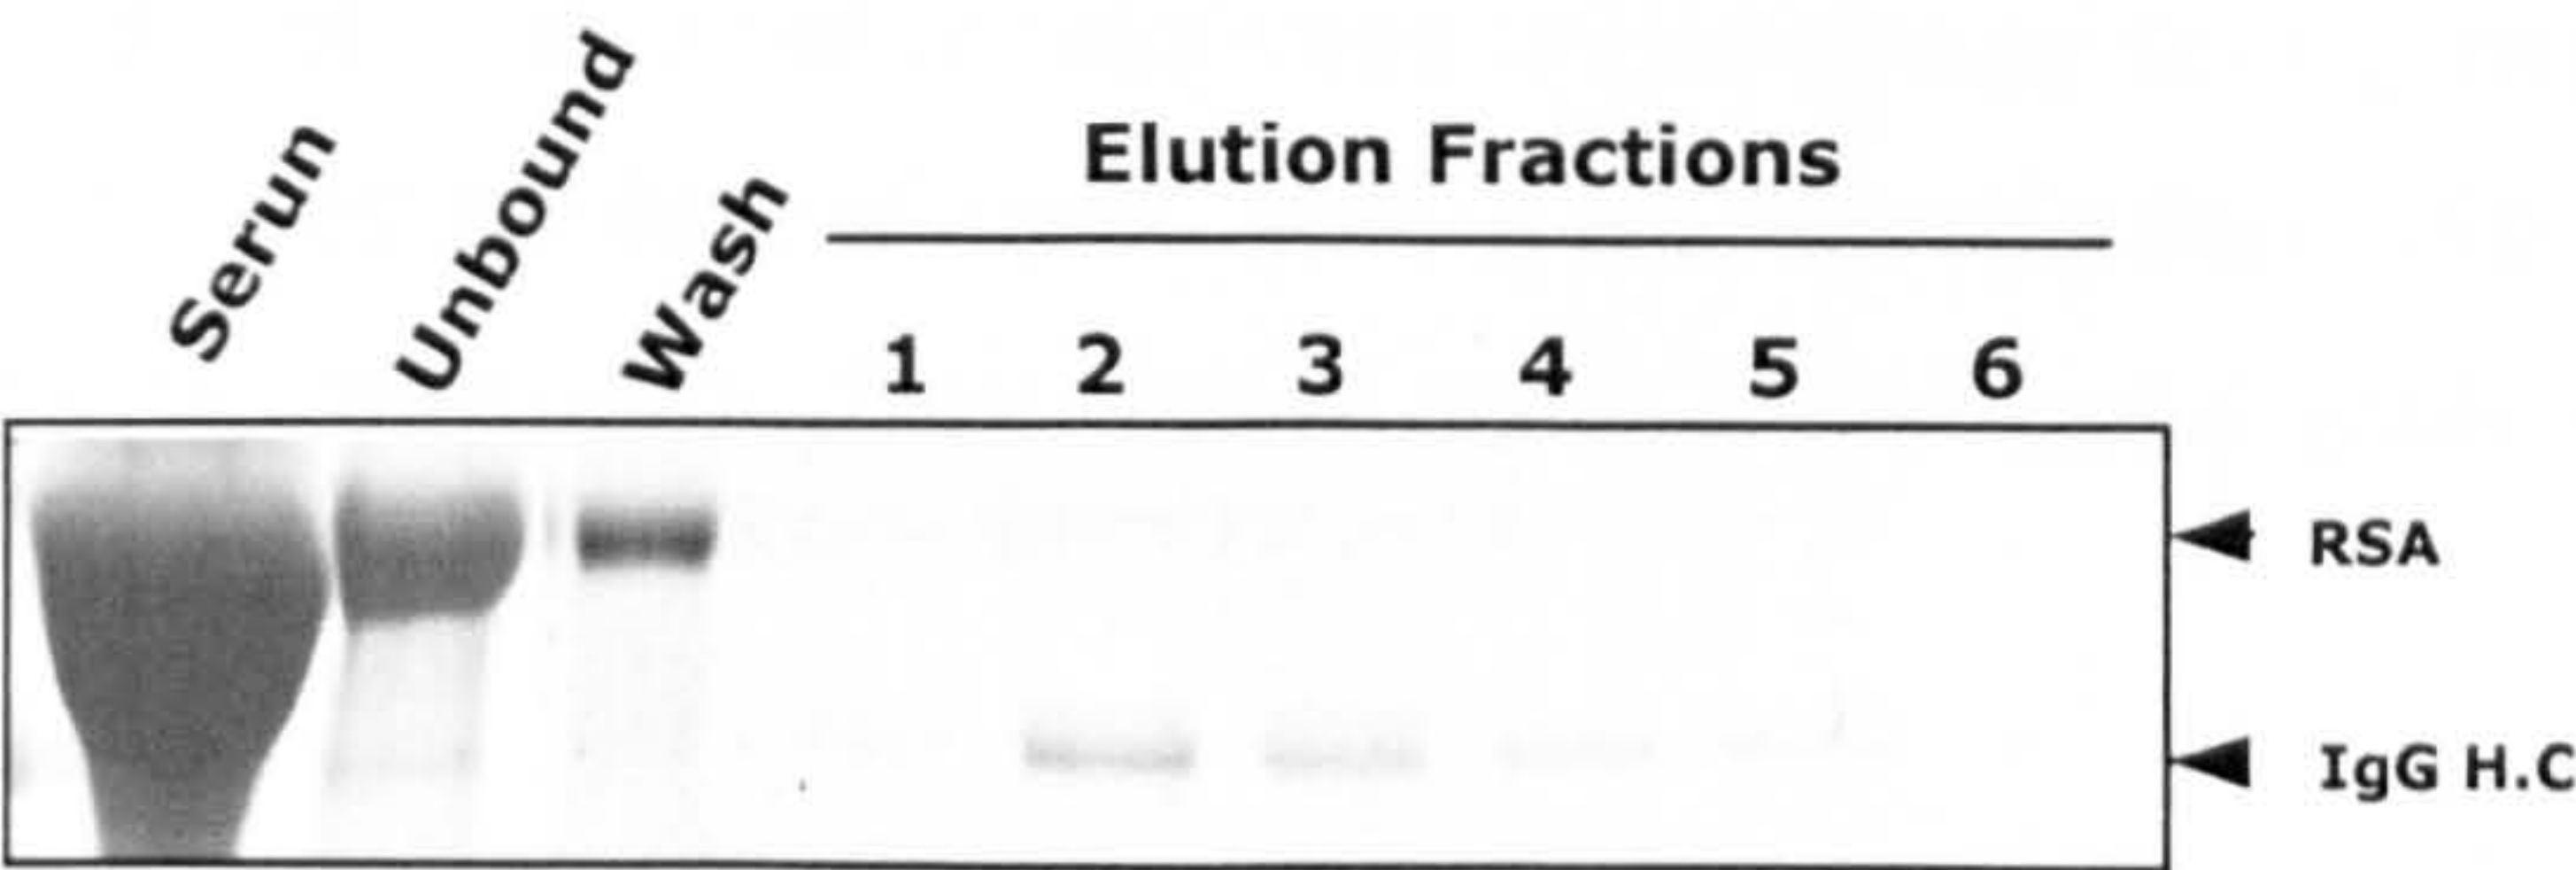 Serun
Unbound
Wash
Elution Fractions
1 2 3 4 5 6
RSA
IgG H.C